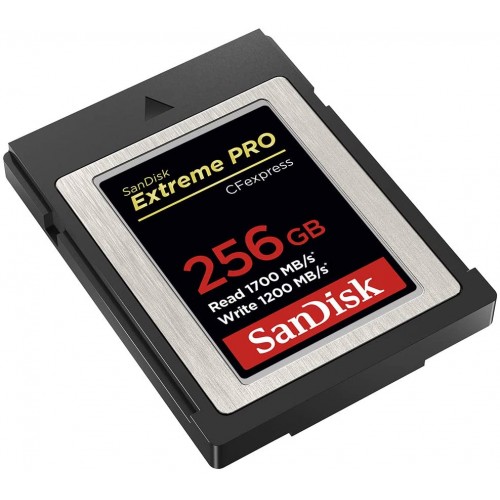 SanDisk
Extreme PRO
CFexpress
256 GB
Read 1700 MB/s*
Write 1200 MB/s*
SanDisk